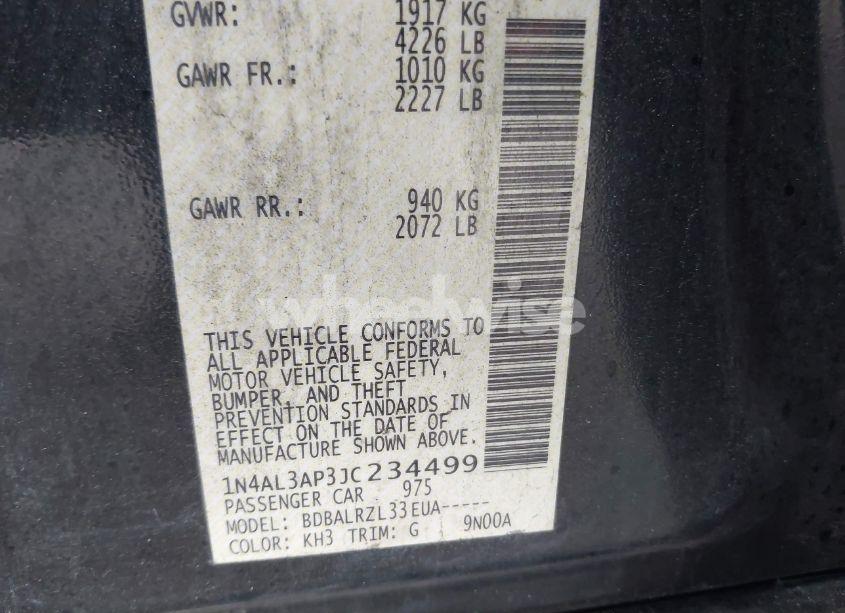 GVWR: 1917 KG
4226 LB
GAWR FR.: 1010 KG
2227 LB
GAWR RR.: 940 KG
2072 LB
wheelwise
THIS VEHICLE CONFORMS TO
ALL APPLICABLE FEDERAL
MOTOR VEHICLE SAFETY,
BUMPER, AND THEFT
PREVENTION STANDARDS IN
EFFECT ON THE DATE OF
MANUFACTURE SHOWN ABOVE.
1N4AL3AP3JC234499
PASSENGER CAR 975
MODEL: BDBALRZL33EUA-----
COLOR: KH3 TRIM: G 9N00A